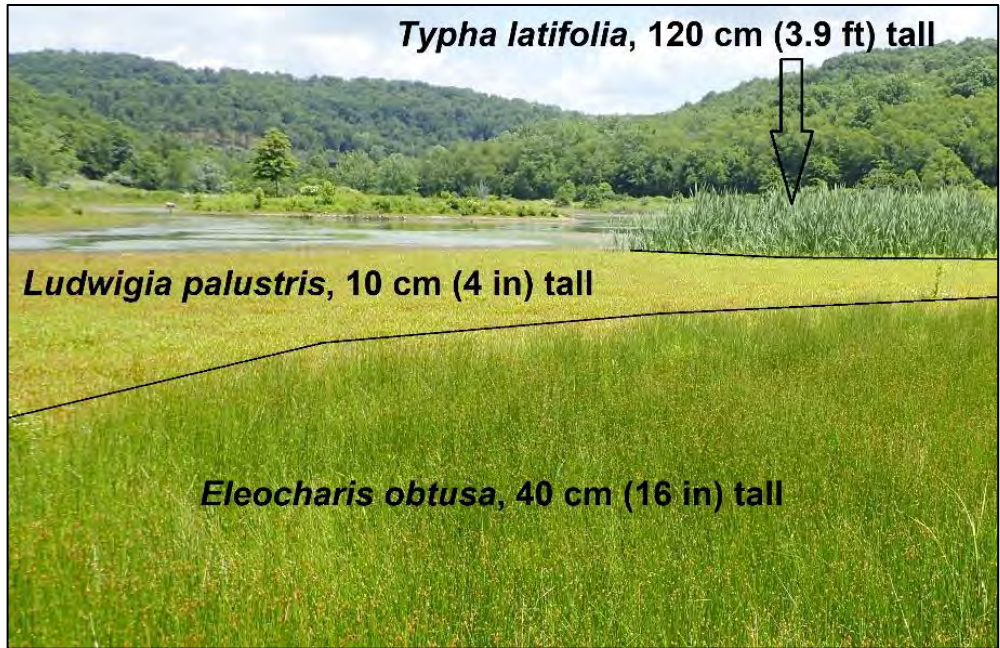 Typha latifolia, 120 cm (3.9 ft) tall
Ludwigia palustris, 10 cm (4 in) tall
Eleocharis obtusa, 40 cm (16 in) tall